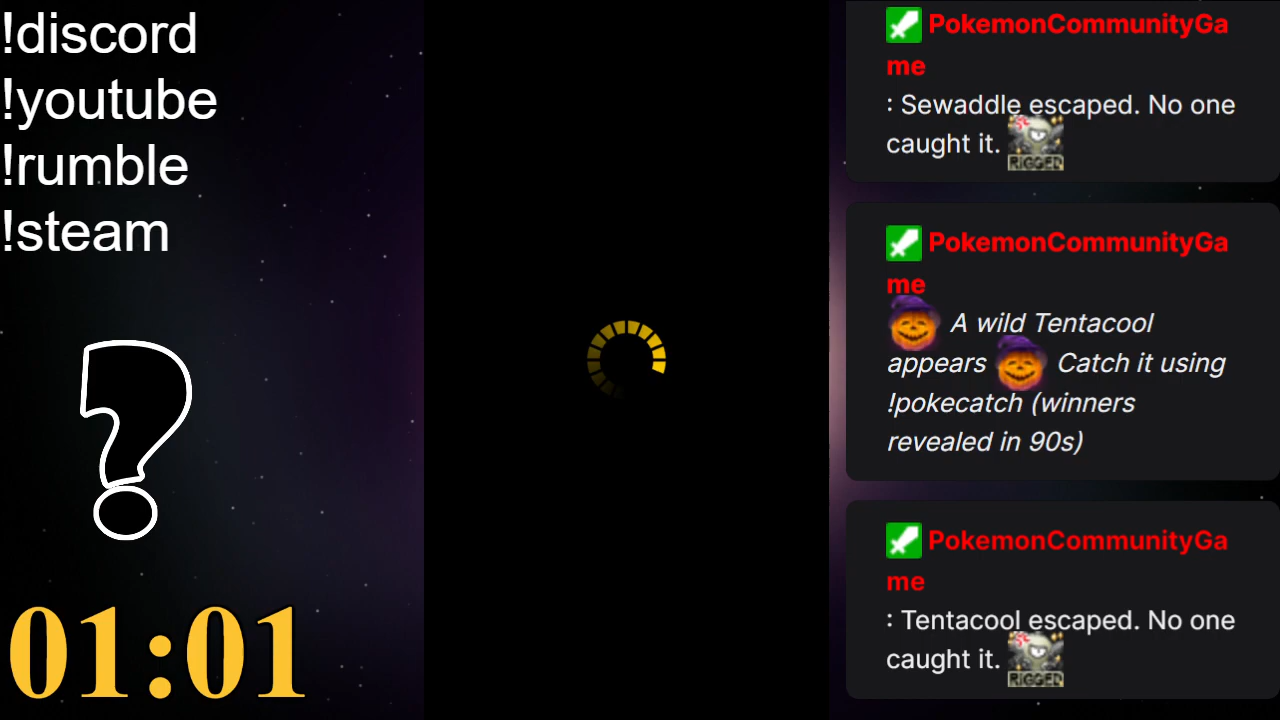 !discord
!youtube
!rumble
!steam
01:01
PokemonCommunityGa
me
: Sewaddle escaped. No one
caught it. RIGGED
PokemonCommunityGa
me
A wild Tentacool
appears Catch it using
!pokecatch (winners
revealed in 90s)
PokemonCommunityGa
me
: Tentacool escaped. No one
caught it. RIGGED